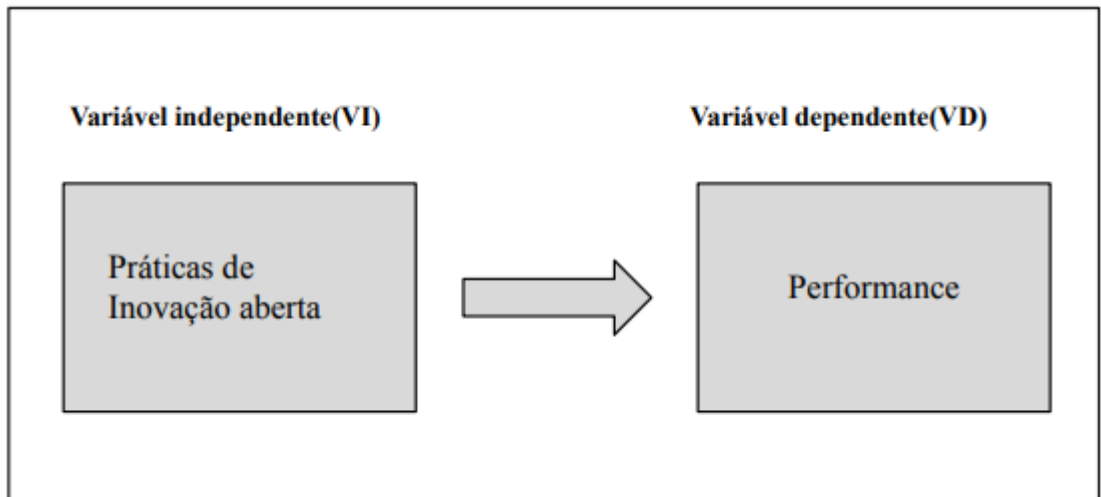 Variável independente(VI)
Variável dependente(VD)
Práticas de
Inovação aberta
Performance